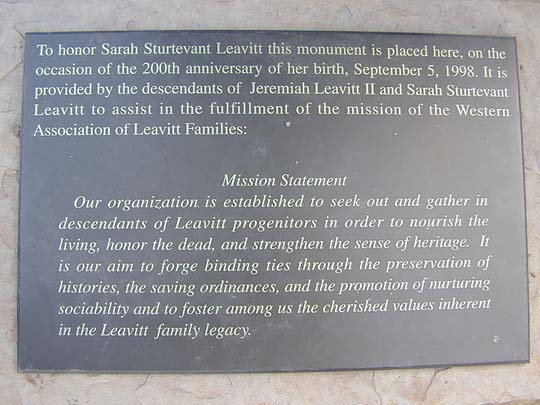 To honor Sarah Sturtevant Leavitt this monument is placed here, on the
occasion of the 200th anniversary of her birth, September 5, 1998. It is
provided by the descendants of Jeremiah Leavitt II and Sarah Sturtevant
Leavitt to assist in the fulfillment of the mission of the Western
Association of Leavitt Families:
Mission Statement
Our organization is established to seek out and gather in
descendants of Leavitt progenitors in order to nourish the
living, honor the dead, and strengthen the sense of heritage. It
is our aim to forge binding ties through the preservation of
histories, the saving ordinances, and the promotion of nurturing
sociability and to foster among us the cherished values inherent
in the Leavitt family legacy.